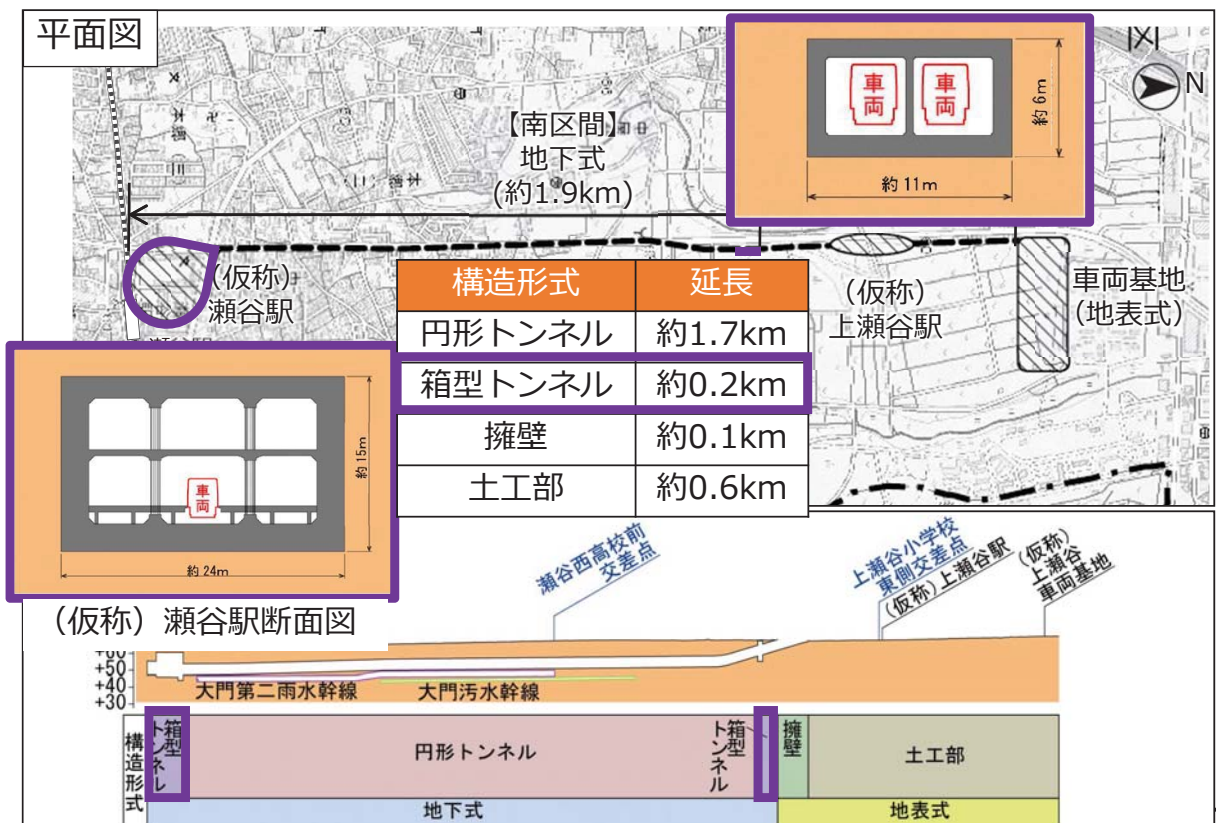 平面図
N
車両
車両
約6m
約11m
【南区間】
地下式
(約1.9km)
(仮称)
瀬谷駅
構造形式
延長
円形トンネル
約1.7km
箱型トンネル
約0.2km
擁壁
約0.1km
土工部
約0.6km
(仮称)
上瀬谷駅
車両基地
(地表式)
車両
約15m
約24m
(仮称)瀬谷駅断面図
瀬谷西高校前
交差点
上瀬谷小学校
東側交差点
(仮称)上瀬谷駅
(仮称)
上瀬谷
車両基地
+60
+50
+40
+30
大門第二雨水幹線
大門汚水幹線
構造形式
箱型
トンネル
円形トンネル
箱型
トンネル
擁壁
土工部
地下式
地表式